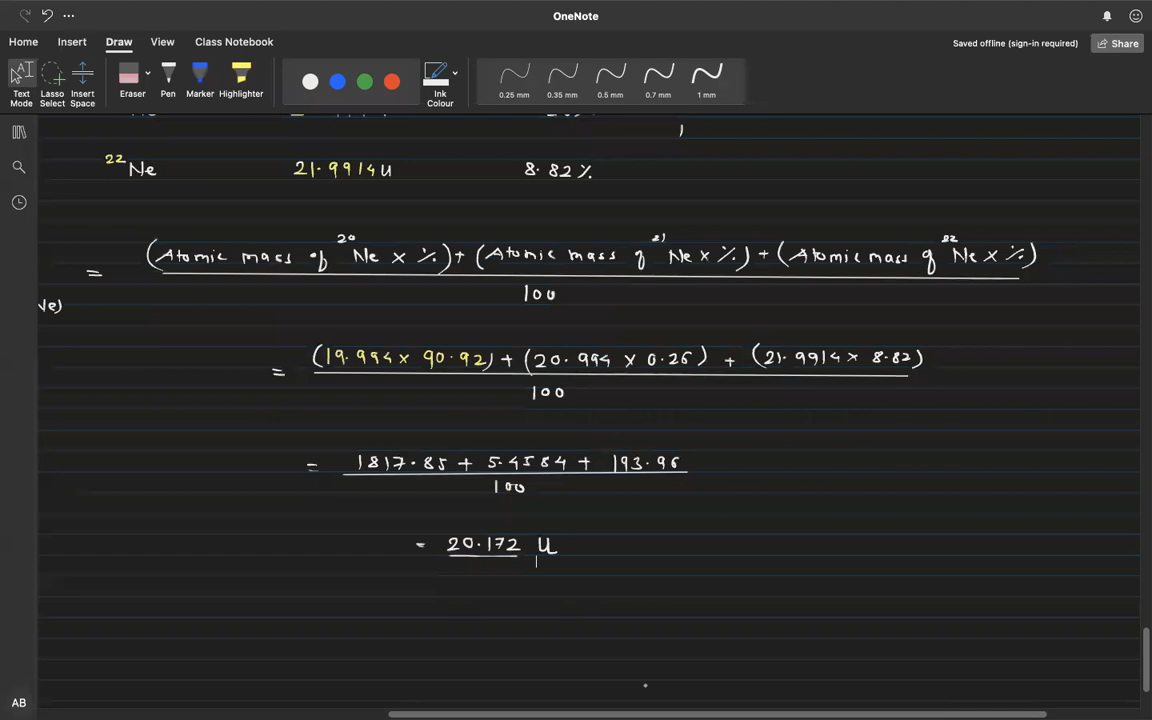 OneNote
Home Insert Draw View Class Notebook
Saved offline (sign-in required) Share
Text Mode Lasso Select Insert Space Eraser Pen Marker Highlighter Ink Colour 0.25 mm 0.35 mm 0.5 mm 0.7 mm 1 mm
22Ne 21.9914 u 8.82 %
= (Atomic mass of 20Ne × %) + (Atomic mass of 21Ne × %) + (Atomic mass of 22Ne × %)
100
Ne)
= (19.994 × 90.92) + (20.994 × 0.26) + (21.9914 × 8.82)
100
= 1817.85 + 5.4584 + 193.96
100
= 20.172 u
AB